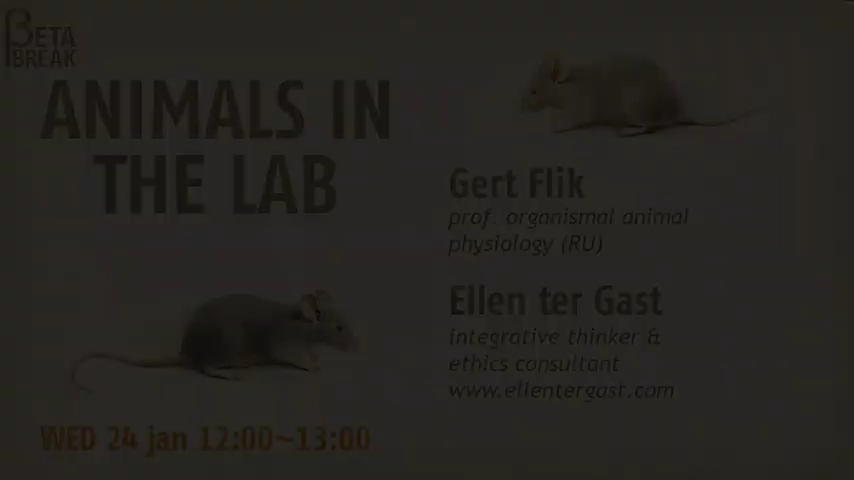 BETA
BREAK
ANIMALS IN
THE LAB
Gert Flik
prof. organismal animal
physiology (RU)
Ellen ter Gast
integrative thinker &
ethics consultant
www.ellentergast.com
WED 24 jan 12:00~13:00